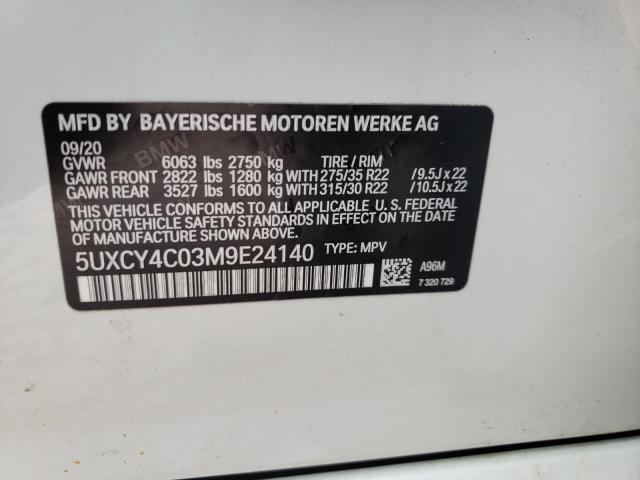 MFD BY BAYERISCHE MOTOREN WERKE AG
09/20
GVWR 6063 lbs 2750 kg TIRE / RIM
GAWR FRONT 2822 lbs 1280 kg WITH 275/35 R22 /9.5J x 22
GAWR REAR 3527 lbs 1600 kg WITH 315/30 R22 /10.5J x 22
THIS VEHICLE CONFORMS TO ALL APPLICABLE U. S. FEDERAL
MOTOR VEHICLE SAFETY STANDARDS IN EFFECT ON THE DATE OF
MANUFACTURE SHOWN ABOVE.
5UXCY4C03M9E24140 TYPE: MPV
A96M
7 320 729